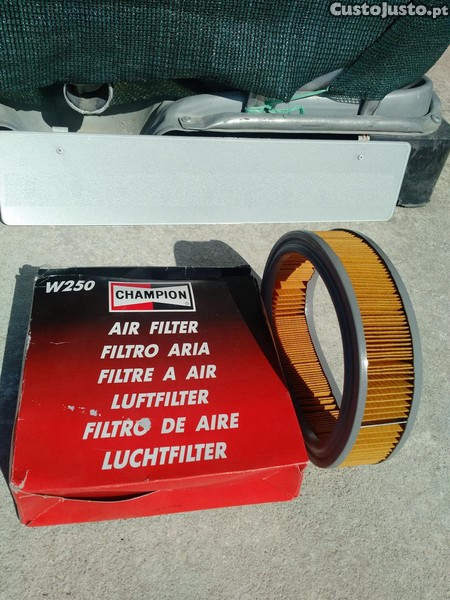 CustoJusto.pt
W250
CHAMPION
AIR FILTER
FILTRO ARIA
FILTRE A AIR
LUFTFILTER
FILTRO DE AIRE
LUCHTFILTER